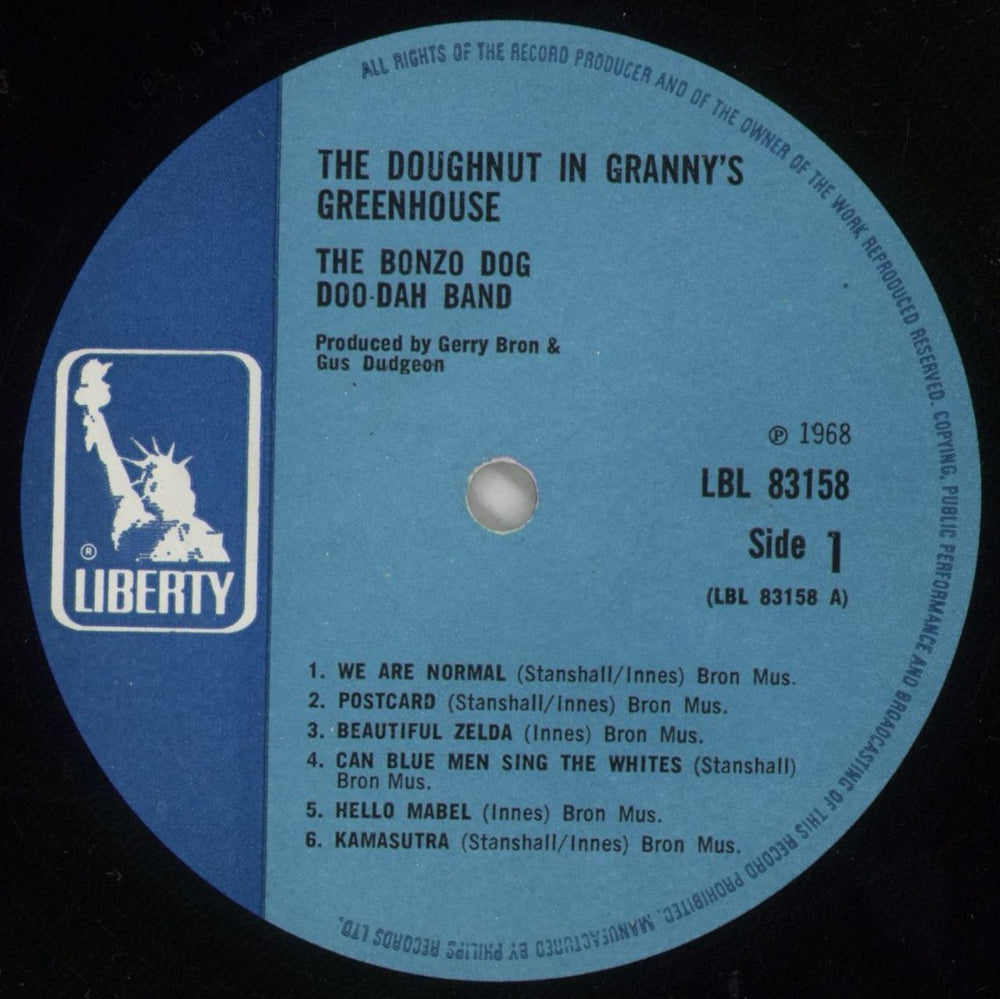 ALL RIGHTS OF THE RECORD PRODUCER AND OF THE OWNER OF THE WORK REPRODUCED RESERVED. COPYING, PUBLIC PERFORMANCE AND BROADCASTING OF THIS RECORD PROHIBITED. MANUFACTURED BY PHILIPS RECORDS LTD.
THE DOUGHNUT IN GRANNY'S
GREENHOUSE
THE BONZO DOG
DOO-DAH BAND
Produced by Gerry Bron &
Gus Dudgeon
℗ 1968
LBL 83158
Side 1
(LBL 83158 A)
® 
LIBERTY
1. WE ARE NORMAL (Stanshall/Innes) Bron Mus.
2. POSTCARD (Stanshall/Innes) Bron Mus.
3. BEAUTIFUL ZELDA (Innes) Bron Mus.
4. CAN BLUE MEN SING THE WHITES (Stanshall)
Bron Mus.
5. HELLO MABEL (Innes) Bron Mus.
6. KAMASUTRA (Stanshall/Innes) Bron Mus.